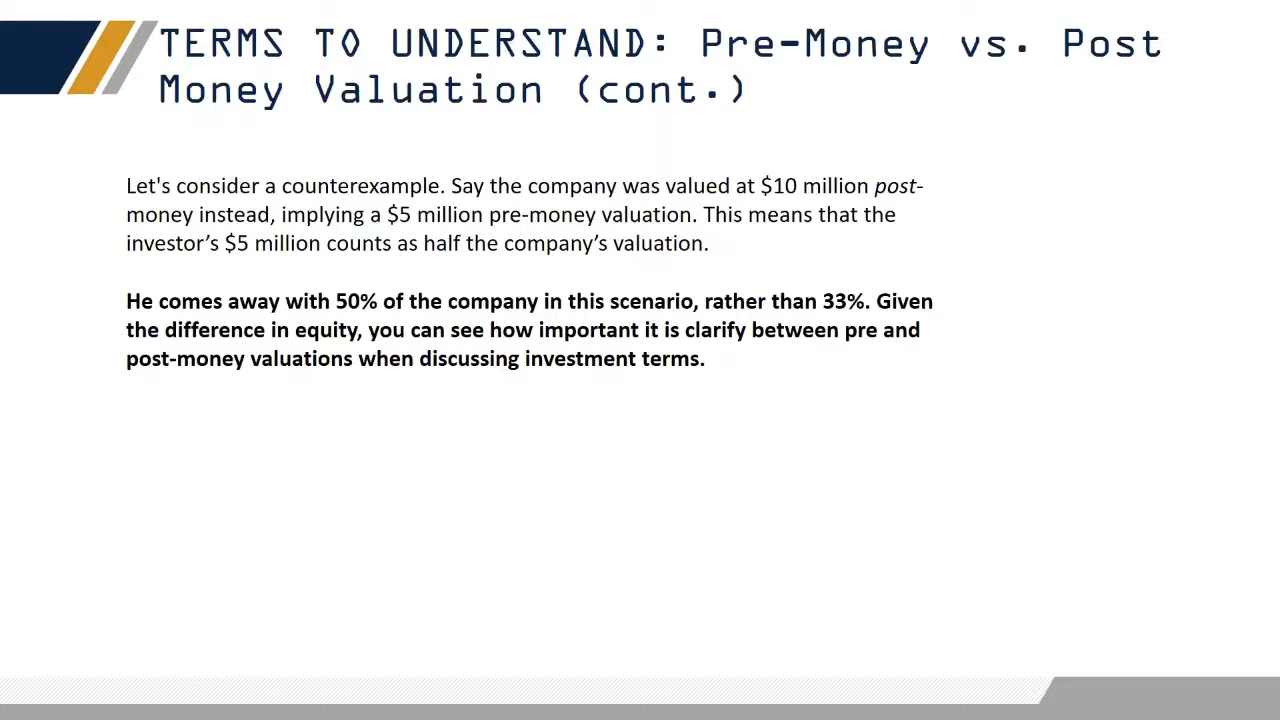 TERMS TO UNDERSTAND: Pre-Money vs. Post
Money Valuation (cont.)
Let's consider a counterexample. Say the company was valued at $10 million post-
money instead, implying a $5 million pre-money valuation. This means that the
investor’s $5 million counts as half the company’s valuation.
He comes away with 50% of the company in this scenario, rather than 33%. Given
the difference in equity, you can see how important it is clarify between pre and
post-money valuations when discussing investment terms.